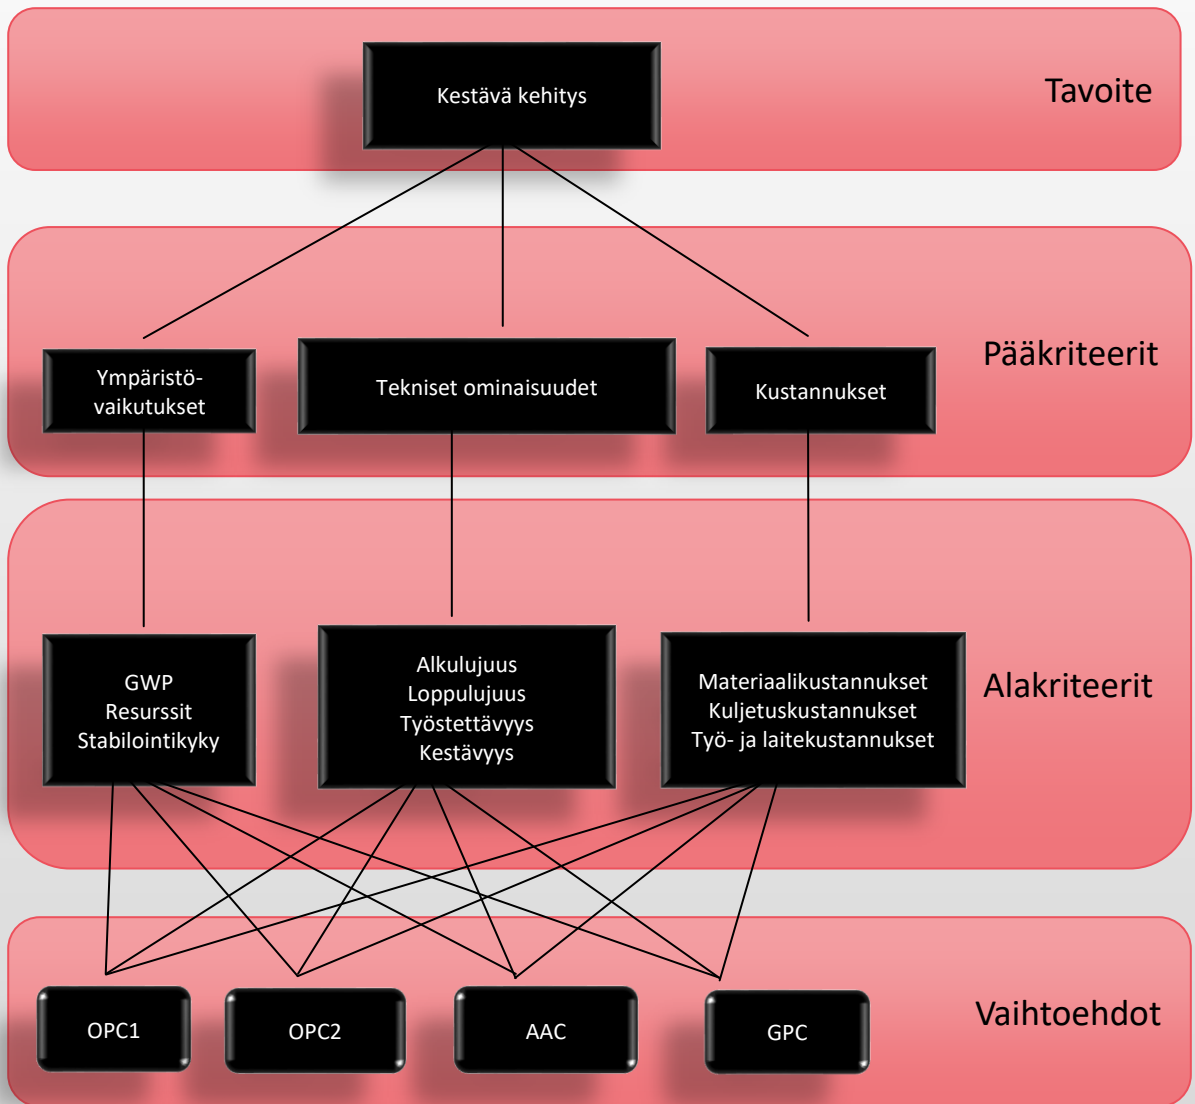 Kestävä kehitys
Tavoite
Pääkriteerit
Ympäristö-
vaikutukset
Tekniset ominaisuudet
Kustannukset
Alakriteerit
GWP
Resurssit
Stabilointikyky
Alkulujuus
Loppulujuus
Työstettävyys
Kestävyys
Materiaalikustannukset
Kuljetuskustannukset
Työ- ja laitekustannukset
Vaihtoehdot
OPC1
OPC2
AAC
GPC